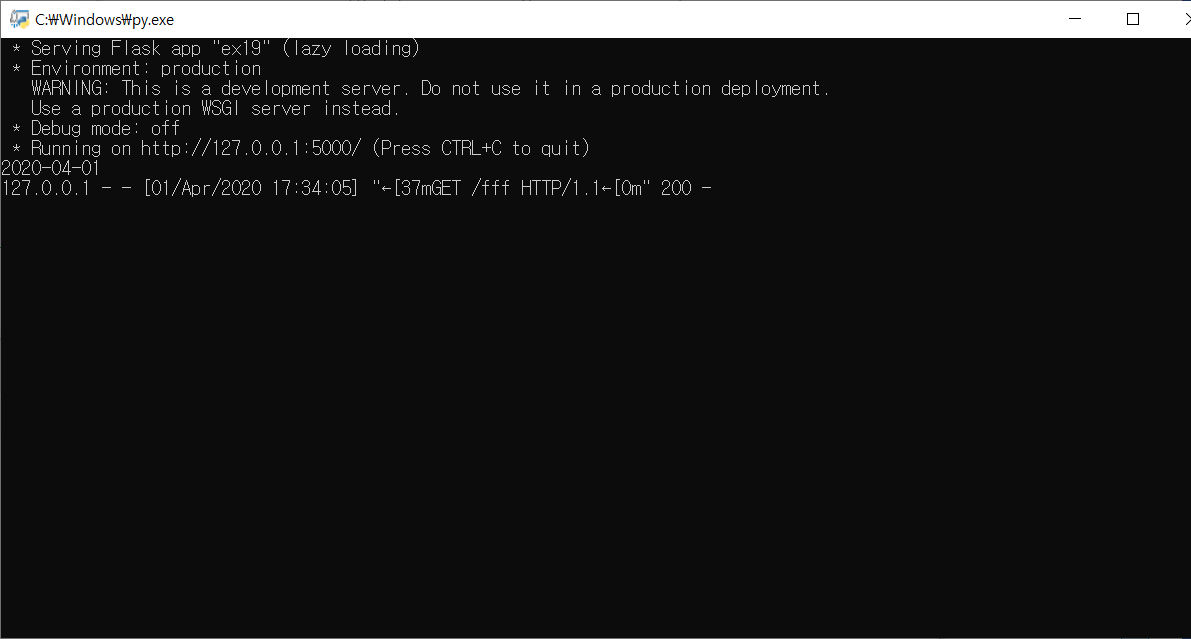 C:₩Windows₩py.exe
* Serving Flask app "ex19" (lazy loading)
* Environment: production
WARNING: This is a development server. Do not use it in a production deployment.
Use a production WSGI server instead.
* Debug mode: off
* Running on http://127.0.0.1:5000/ (Press CTRL+C to quit)
2020-04-01
127.0.0.1 - - [01/Apr/2020 17:34:05] "←[37mGET /fff HTTP/1.1←[0m" 200 -